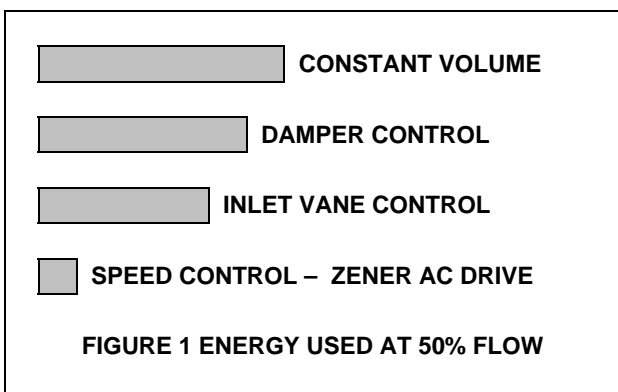 CONSTANT VOLUME
DAMPER CONTROL
INLET VANE CONTROL
SPEED CONTROL – ZENER AC DRIVE
FIGURE 1 ENERGY USED AT 50% FLOW